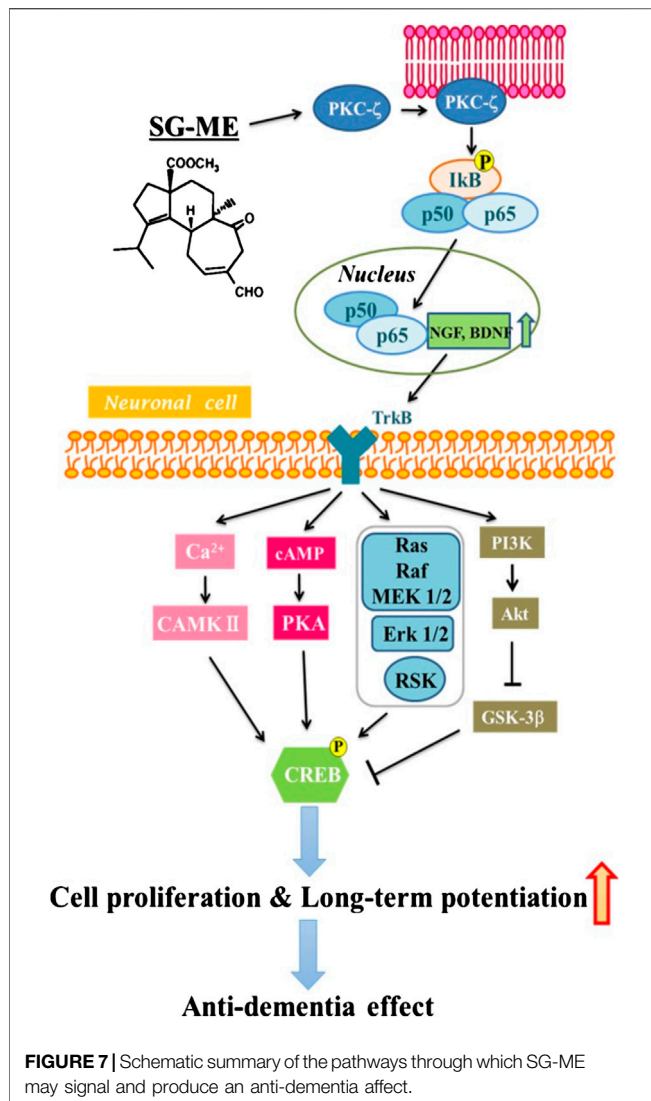 SG-ME
PKC-ζ
PKC-ζ
COOCH₃
H
O
CHO
P
IkB
p50
p65
Nucleus
p50
p65
NGF, BDNF
Neuronal cell
TrkB
Ca²⁺
cAMP
Ras
Raf
MEK 1/2
PI3K
CAMK Ⅱ
PKA
Erk 1/2
Akt
RSK
GSK-3β
P
CREB
Cell proliferation & Long-term potentiation
Anti-dementia effect
FIGURE 7 | Schematic summary of the pathways through which SG-ME
may signal and produce an anti-dementia affect.